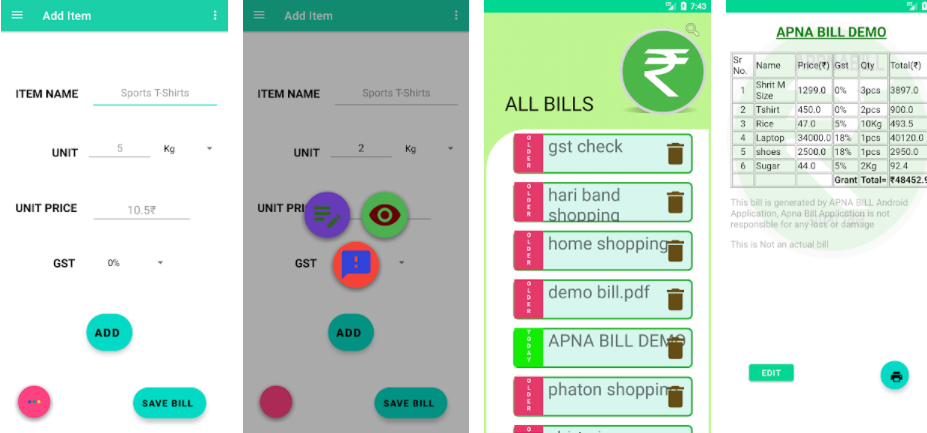 Add Item
ITEM NAME Sports T-Shirts
UNIT 5 Kg
UNIT PRICE 10.5₹
GST 0%
ADD
SAVE BILL
Add Item
ITEM NAME Sports T-Shirts
UNIT 2 Kg
UNIT PRI
GST
ADD
SAVE BILL
7:43
ALL BILLS
OLDER gst check
OLDER hari band
shopping
OLDER home shopping
OLDER demo bill.pdf
TODAY APNA BILL DEMO
OLDER phaton shopping
APNA BILL DEMO
Sr
No. Name Price(₹) Gst Qty Total(₹)
1 Shrit M
Size 1299.0 0% 3pcs 3897.0
2 Tshirt 450.0 0% 2pcs 900.0
3 Rice 47.0 5% 10Kg 493.5
4 Laptop 34000.0 18% 1pcs 40120.0
5 shoes 2500.0 18% 1pcs 2950.0
6 Sugar 44.0 5% 2Kg 92.4
Grant Total= ₹48452.9
This bill is generated by APNA BILL Android
Application, Apna Bill Application is not
responsible for any loss or damage
This is Not an actual bill
EDIT